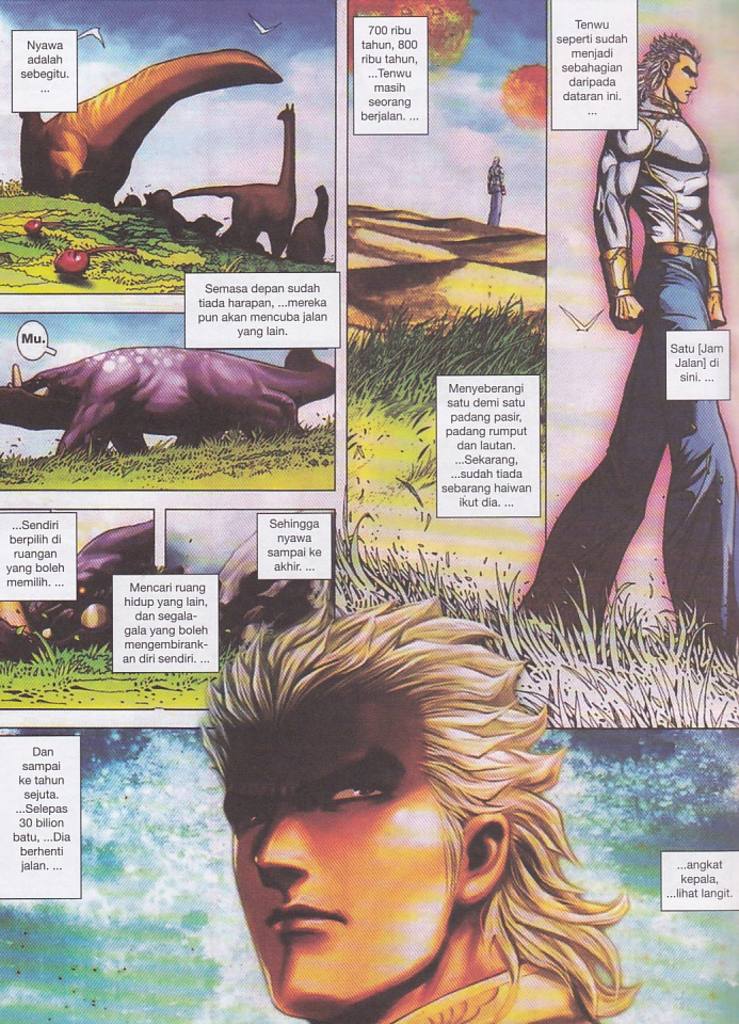 Nyawa
adalah
sebegitu.
...
Semasa depan sudah
tiada harapan, ...mereka
pun akan mencuba jalan
yang lain.
Mu.
...Sendiri
berpilih di
ruangan
yang boleh
memilih. ...
Mencari ruang
hidup yang lain,
dan segala-
gala yang boleh
mengembirank-
an diri sendiri. ...
Sehingga
nyawa
sampai ke
akhir. ...
700 ribu
tahun, 800
ribu tahun,
...Tenwu
masih
seorang
berjalan. ...
Menyeberangi
satu demi satu
padang pasir,
padang rumput
dan lautan.
...Sekarang,
...sudah tiada
sebarang haiwan
ikut dia. ...
Tenwu
seperti sudah
menjadi
sebahagian
daripada
dataran ini.
...
Satu [Jam
Jalan] di
sini. ...
Dan
sampai
ke tahun
sejuta.
...Selepas
30 bilion
batu, ...Dia
berhenti
jalan. ...
...angkat
kepala,
...lihat langit.